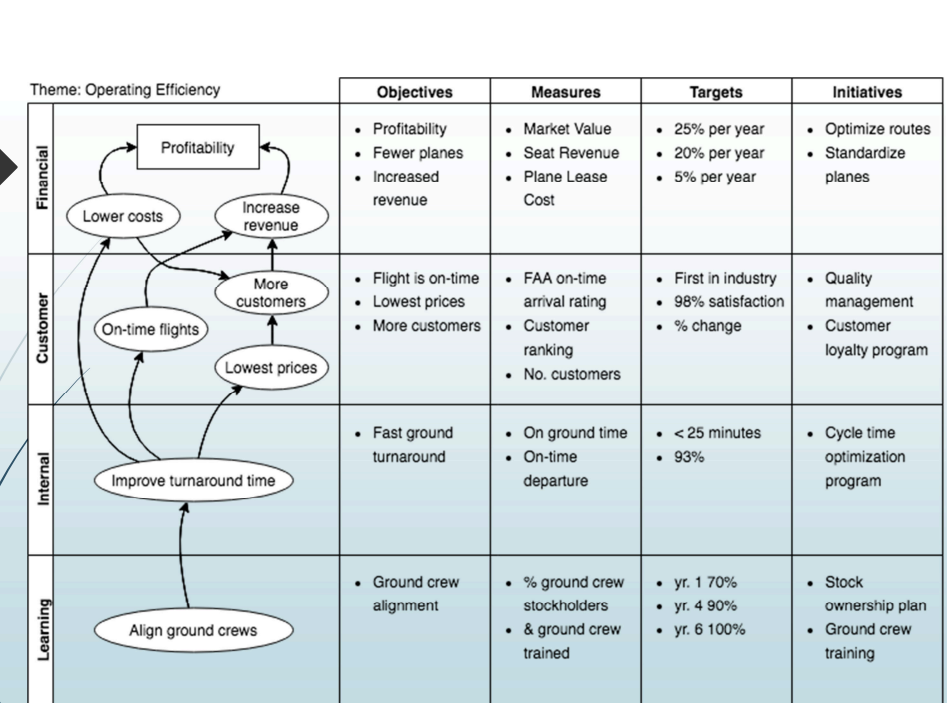 Theme: Operating Efficiency
Objectives
Measures
Targets
Initiatives
Financial
Profitability
Lower costs
Increase
revenue
• Profitability
• Fewer planes
• Increased
revenue
• Market Value
• Seat Revenue
• Plane Lease
Cost
• 25% per year
• 20% per year
• 5% per year
• Optimize routes
• Standardize
planes
Customer
More
customers
On-time flights
Lowest prices
• Flight is on-time
• Lowest prices
• More customers
• FAA on-time
arrival rating
• Customer
ranking
• No. customers
• First in industry
• 98% satisfaction
• % change
• Quality
management
• Customer
loyalty program
Internal
Improve turnaround time
• Fast ground
turnaround
• On ground time
• On-time
departure
• < 25 minutes
• 93%
• Cycle time
optimization
program
Learning
Align ground crews
• Ground crew
alignment
• % ground crew
stockholders
• & ground crew
trained
• yr. 1 70%
• yr. 4 90%
• yr. 6 100%
• Stock
ownership plan
• Ground crew
training